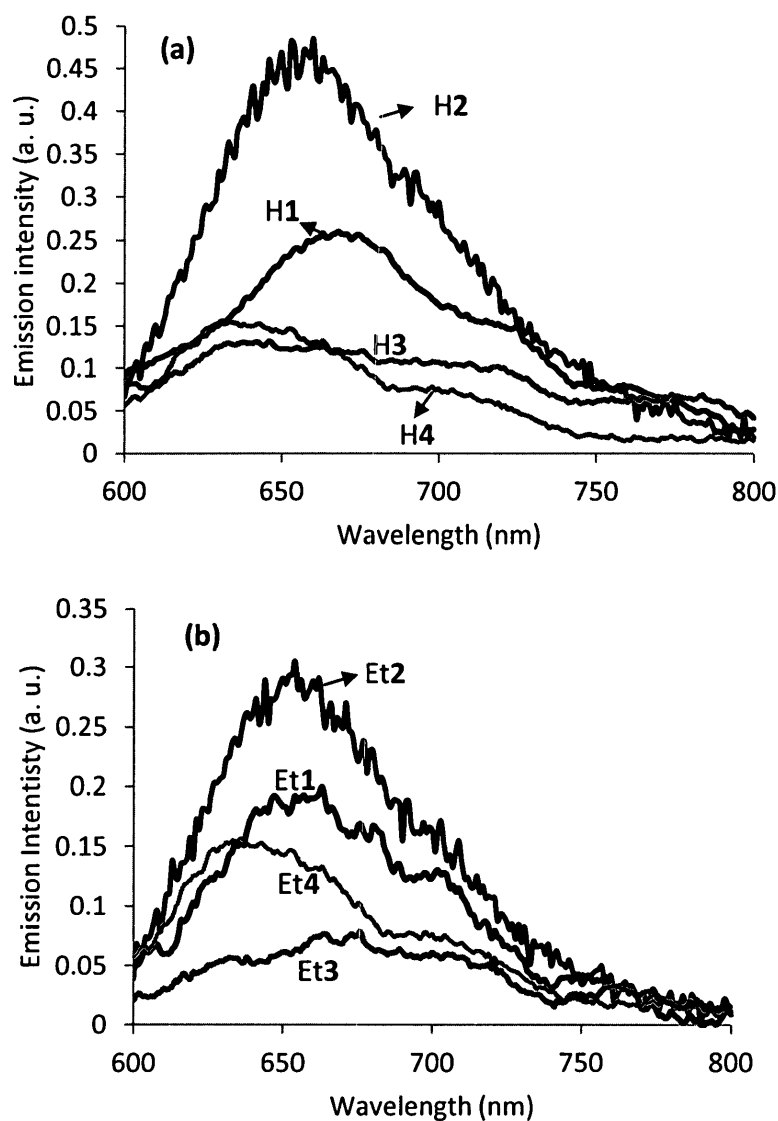 (a)
0.5
0.45
0.4
0.35
0.3
0.25
0.2
0.15
0.1
0.05
0
Emission intensity (a. u.)
H2
H1
H3
H4
600 650 700 750 800
Wavelength (nm)
(b)
0.35
0.3
0.25
0.2
0.15
0.1
0.05
0
Emission Intentisty (a. u.)
Et2
Et1
Et4
Et3
600 650 700 750 800
Wavelength (nm)